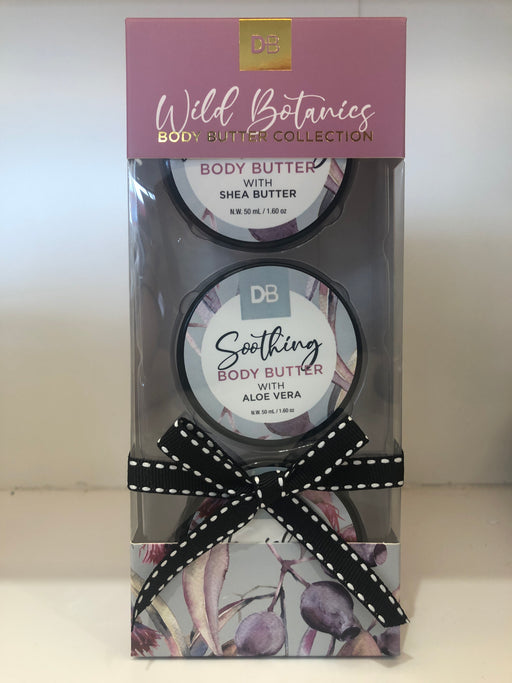 DB
Wild Botanics
BODY BUTTER COLLECTION
BODY BUTTER
WITH
SHEA BUTTER
N.W. 50 mL / 1.60 oz
DB
Soothing
BODY BUTTER
WITH
ALOE VERA
N.W. 50 mL / 1.60 oz